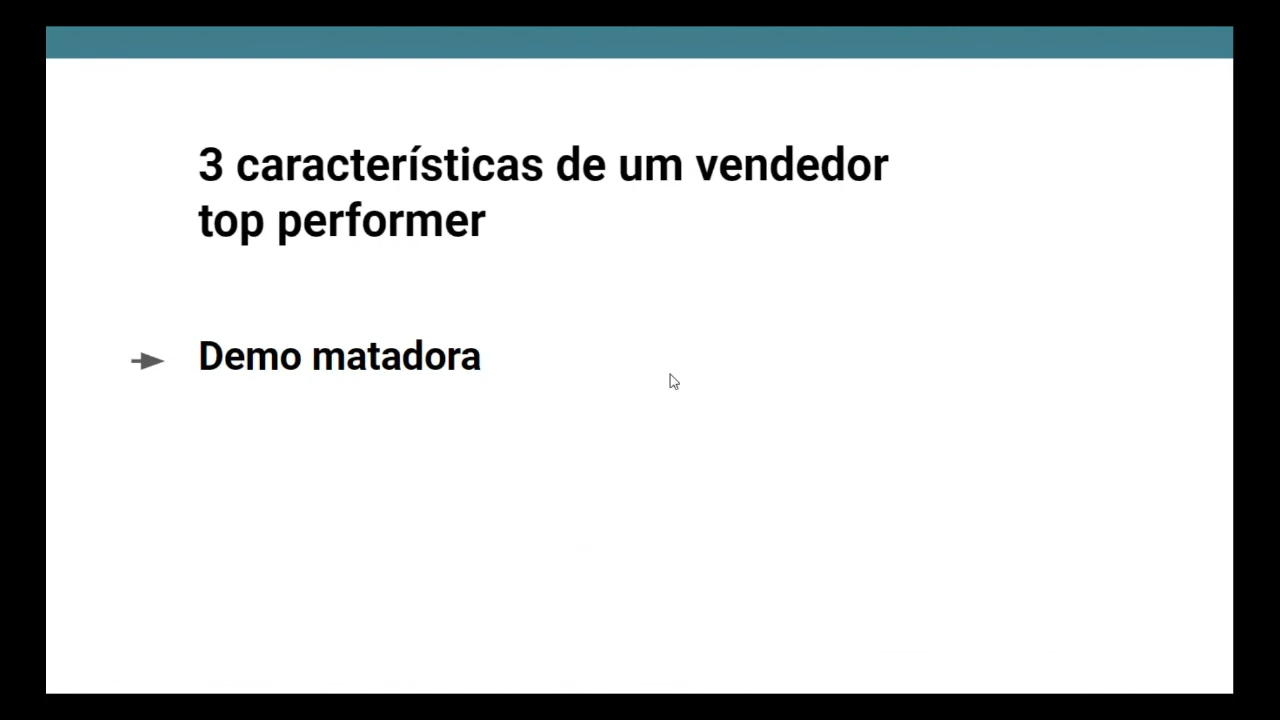 3 características de um vendedor
top performer
Demo matadora